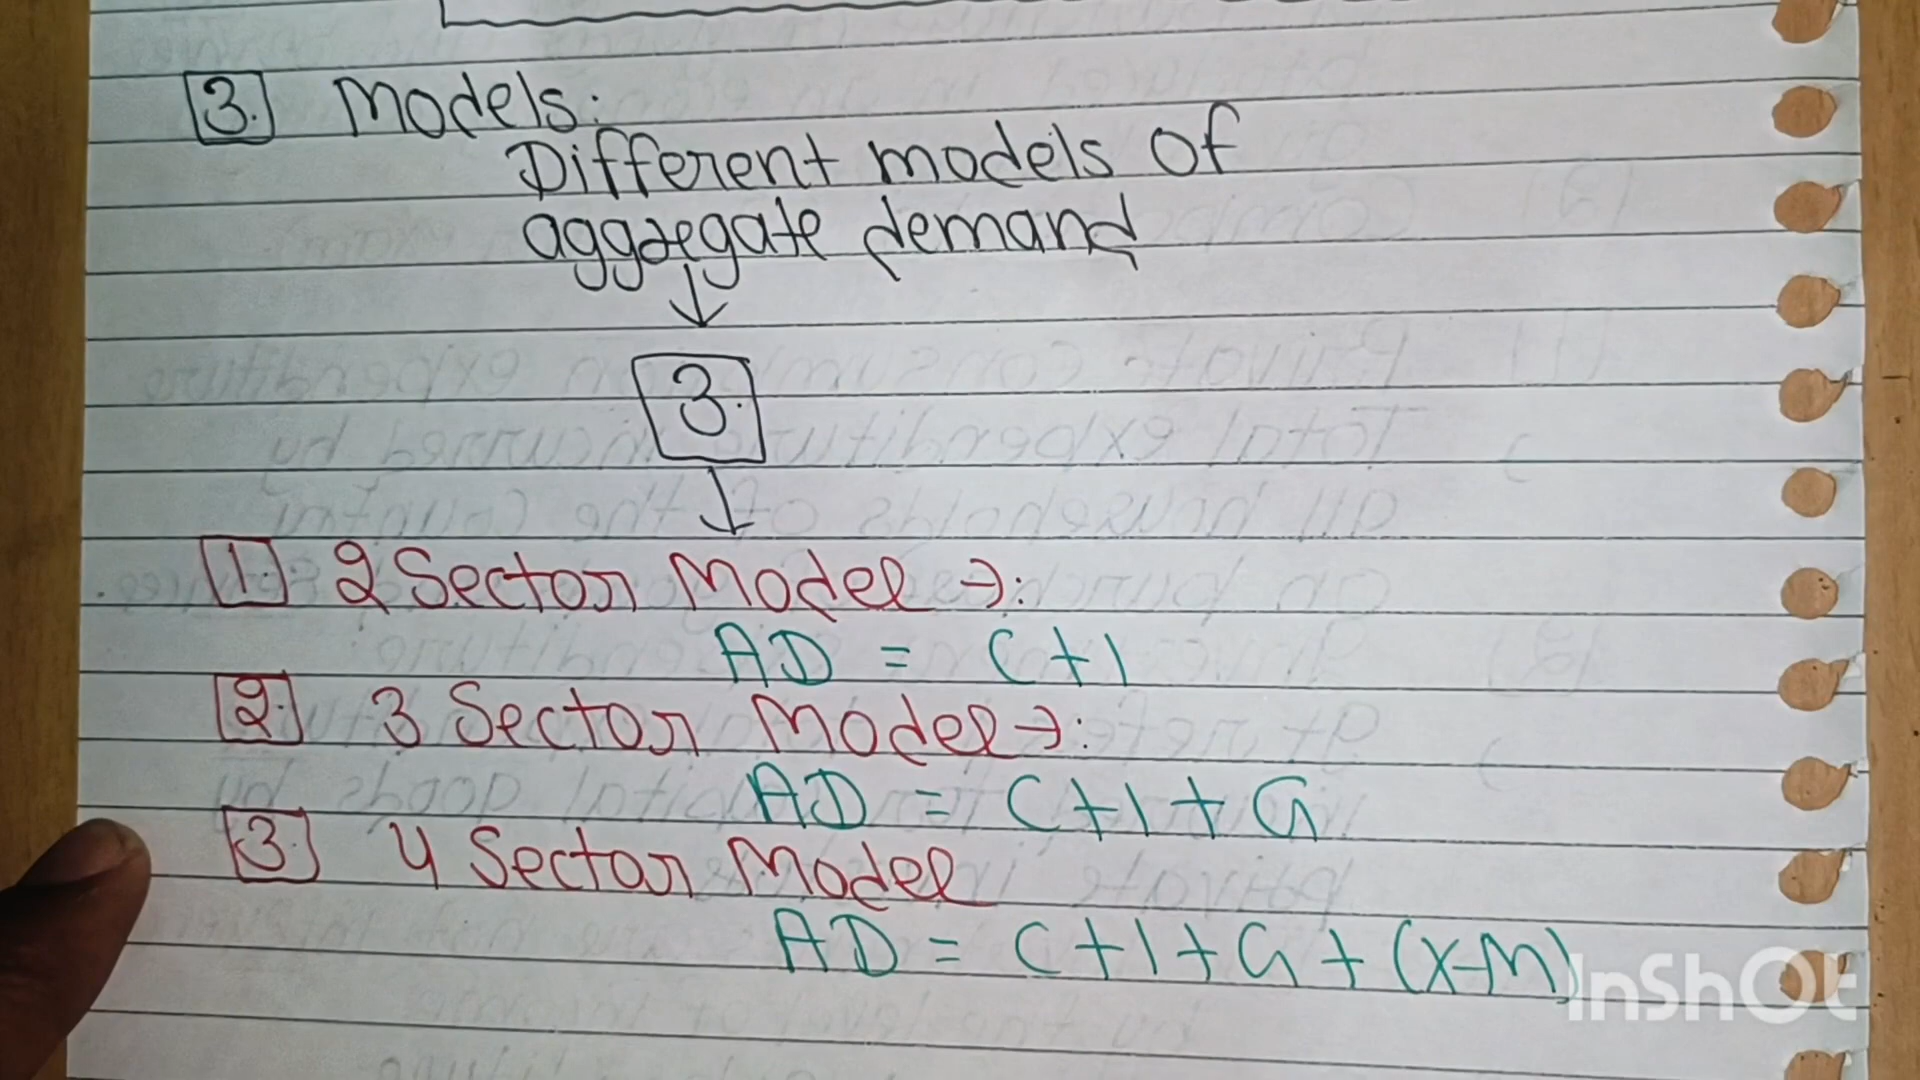 3. Models:
Different models of
aggregate demand
↓
3.
↓
1. 2 Sector Model →:
AD = C+I
2. 3 Sector Model →:
AD = C+I+G
3. 4 Sector Model
AD = C+I+G+(X-M)
InShOt